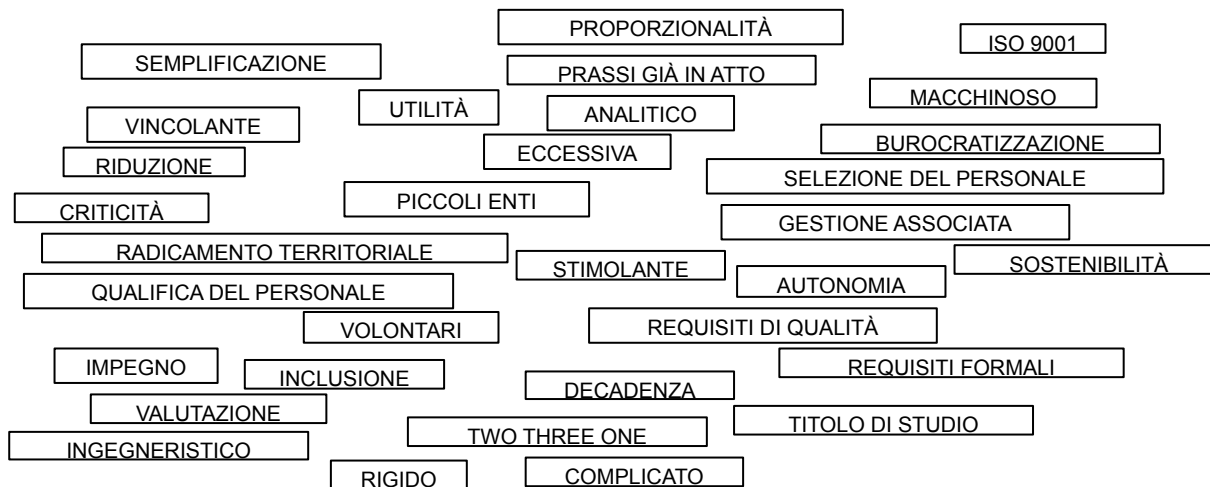 PROPORZIONALITÀ
ISO 9001
SEMPLIFICAZIONE
PRASSI GIÀ IN ATTO
MACCHINOSO
UTILITÀ
ANALITICO
VINCOLANTE
BUROCRATIZZAZIONE
ECCESSIVA
RIDUZIONE
SELEZIONE DEL PERSONALE
PICCOLI ENTI
CRITICITÀ
GESTIONE ASSOCIATA
RADICAMENTO TERRITORIALE
STIMOLANTE
SOSTENIBILITÀ
AUTONOMIA
QUALIFICA DEL PERSONALE
VOLONTARI
REQUISITI DI QUALITÀ
IMPEGNO
INCLUSIONE
REQUISITI FORMALI
DECADENZA
VALUTAZIONE
TITOLO DI STUDIO
TWO THREE ONE
INGEGNERISTICO
RIGIDO
COMPLICATO